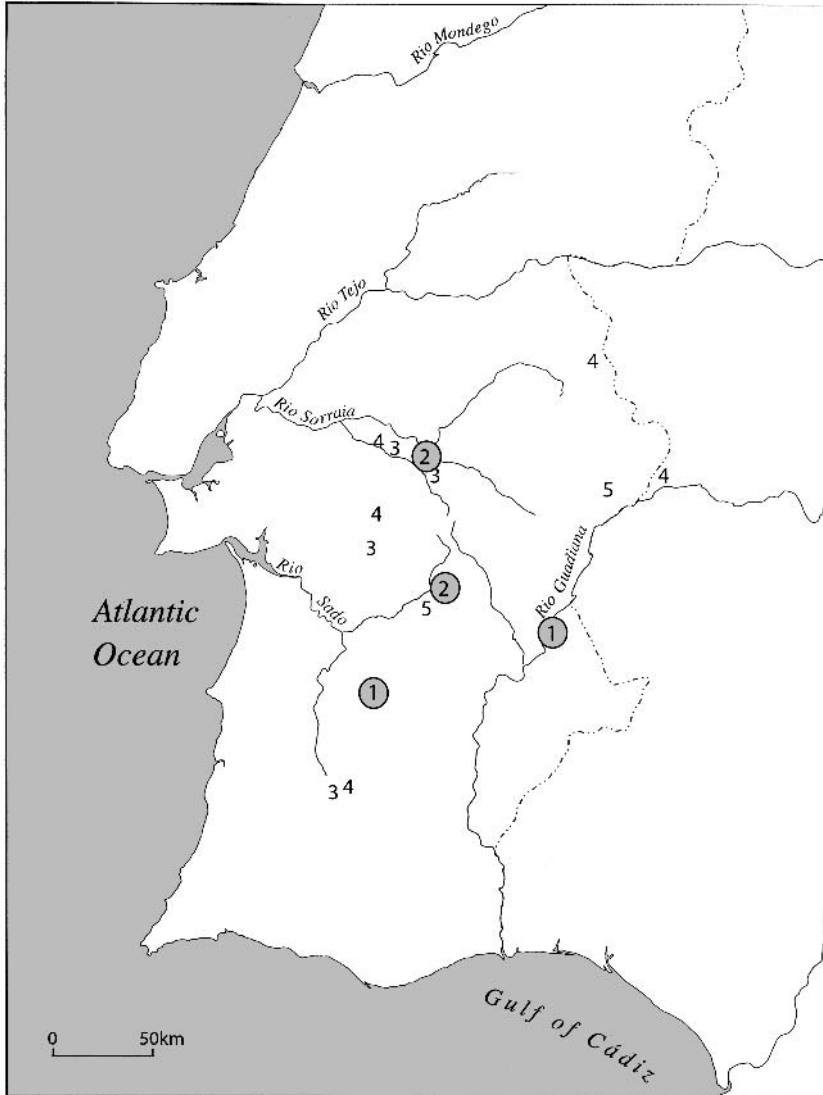 Rio Mondego
Rio Tejo
4
Rio Sorraia
4
3
2
3
4
5
4
3
Rio
Sado
2
5
Rio Guadiana
1
Atlantic
Ocean
1
3
4
Gulf of Cádiz
0
50km